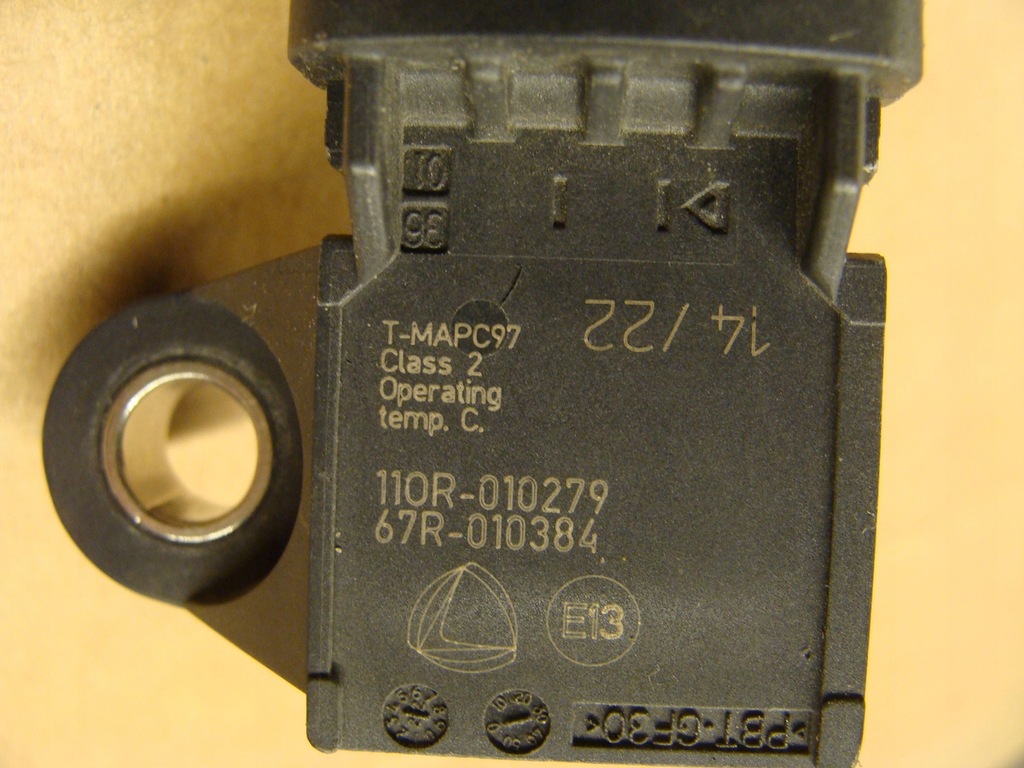 14/22
T-MAPC97
Class 2
Operating
temp. C.
110R-010279
67R-010384
E13
>PBT-GF30<